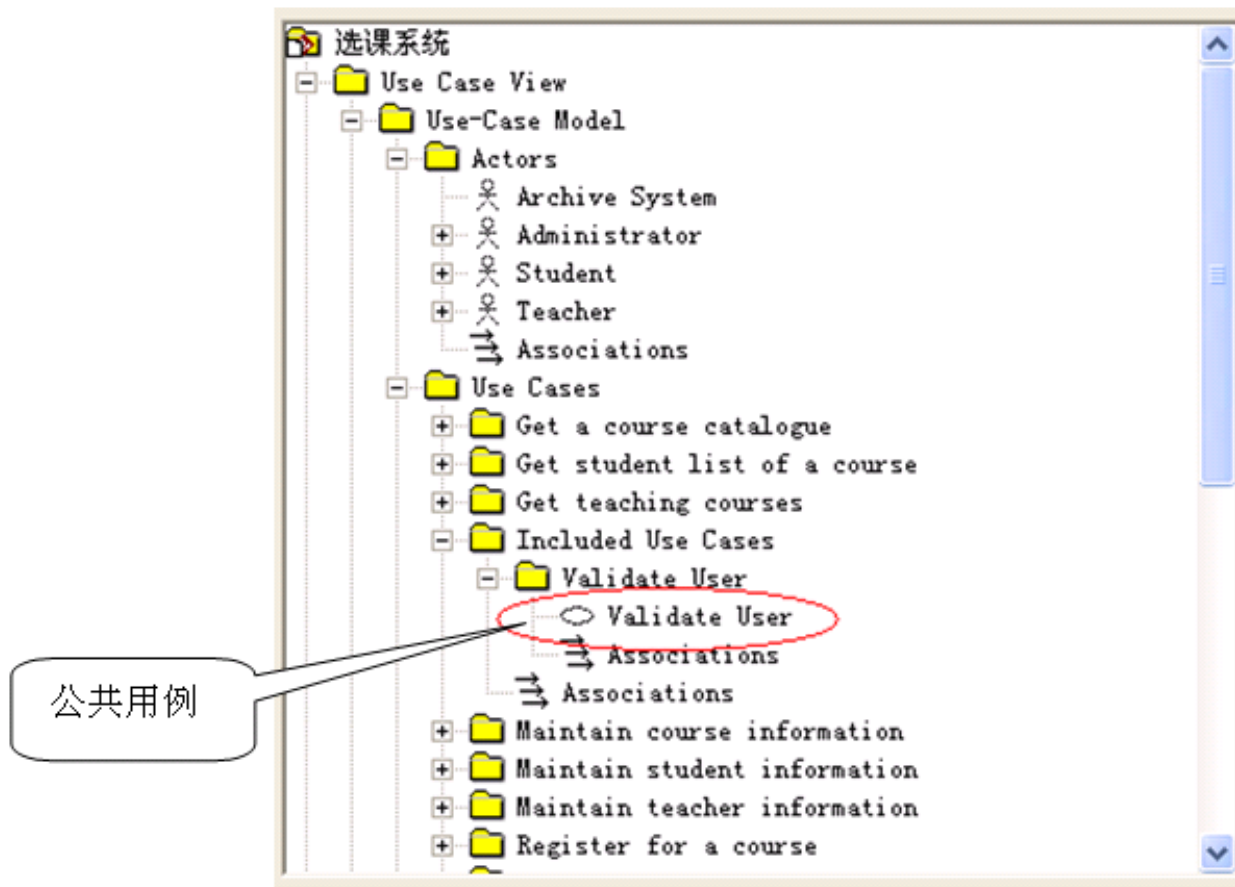 选课系统
Use Case View
Use-Case Model
Actors
Archive System
Administrator
Student
Teacher
Associations
Use Cases
Get a course catalogue
Get student list of a course
Get teaching courses
Included Use Cases
Validate User
Validate User
Associations
Associations
公共用例
Maintain course information
Maintain student information
Maintain teacher information
Register for a course